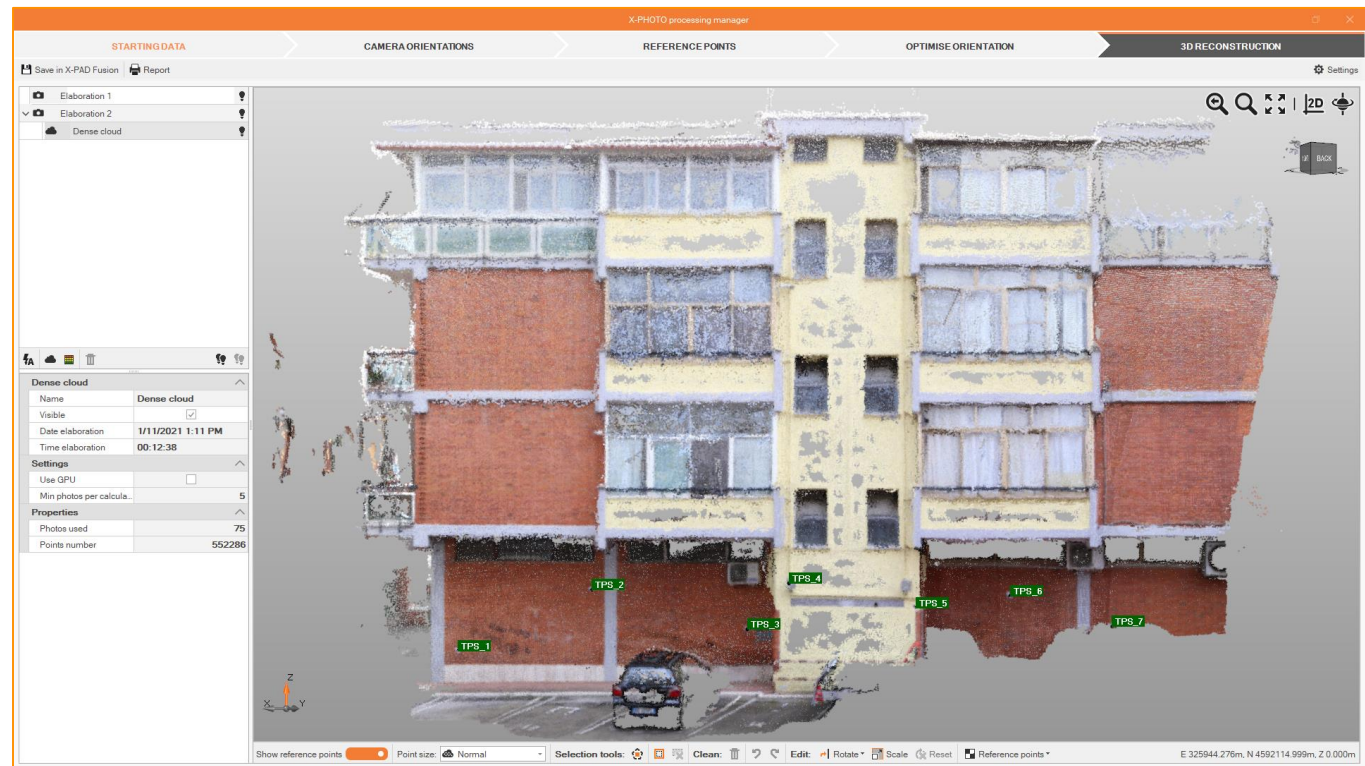 X-PHOTO processing manager
STARTING DATA CAMERA ORIENTATIONS REFERENCE POINTS OPTIMISE ORIENTATION 3D RECONSTRUCTION
Save in X-PAD Fusion Report Settings
Elaboration 1
Elaboration 2
Dense cloud
2D
BACK
Dense cloud
Name Dense cloud
Visible
Date elaboration 1/11/2021 1:11 PM
Time elaboration 00:12:38
Settings
Use GPU
Min photos per calcula... 5
Properties
Photos used 75
Points number 552286
TPS_1
TPS_2
TPS_3
TPS_4
TPS_5
TPS_6
TPS_7
Z
X Y
Show reference points Point size: Normal Selection tools: Clean: Edit: Rotate Scale Reset Reference points E 325944.276m, N 4592114.999m, Z 0.000m